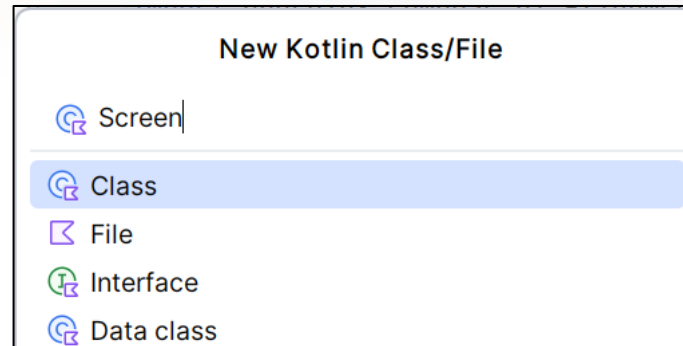 New Kotlin Class/File
Screen
Class
File
Interface
Data class